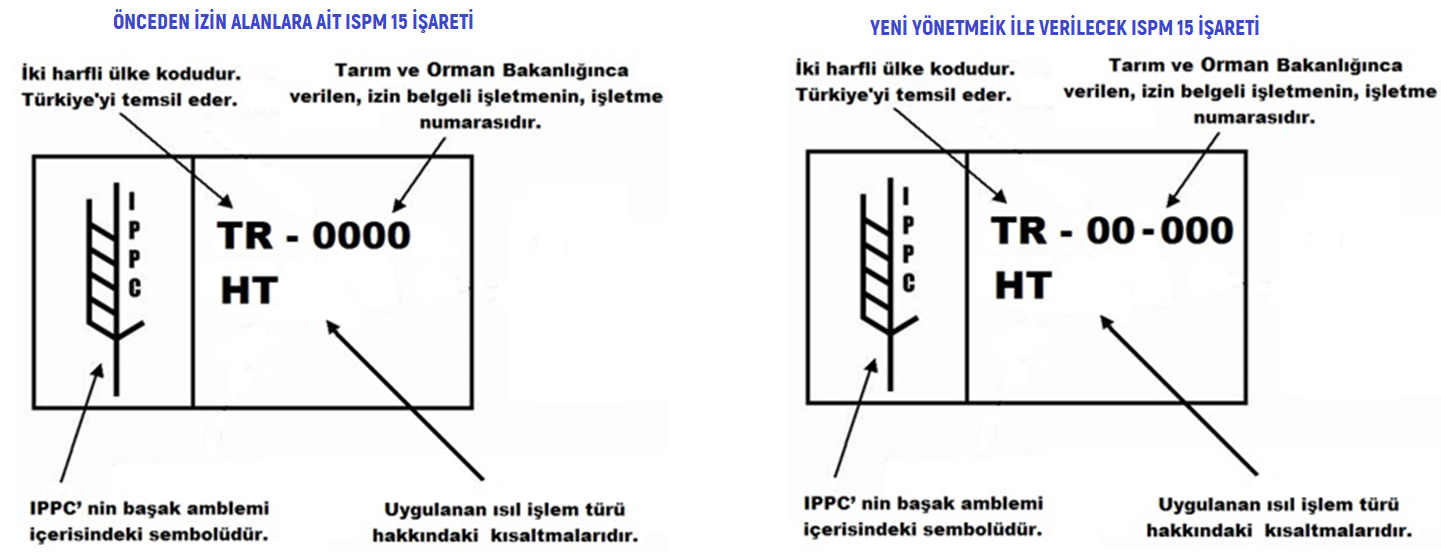 ÖNCEDEN İZİN ALANLARA AİT ISPM 15 İŞARETİ
İki harfli ülke kodudur.
Türkiye'yi temsil eder.
Tarım ve Orman Bakanlığınca
verilen, izin belgeli işletmenin, işletme
numarasıdır.
I
P
P
C
TR - 0000
HT
IPPC’ nin başak amblemi
içerisindeki sembolüdür.
Uygulanan ısıl işlem türü
hakkındaki kısaltmalarıdır.
YENİ YÖNETMEİK İLE VERİLECEK ISPM 15 İŞARETİ
İki harfli ülke kodudur.
Türkiye'yi temsil eder.
Tarım ve Orman Bakanlığınca
verilen, izin belgeli işletmenin, işletme
numarasıdır.
I
P
P
C
TR - 00-000
HT
IPPC’ nin başak amblemi
içerisindeki sembolüdür.
Uygulanan ısıl işlem türü
hakkındaki kısaltmalarıdır.